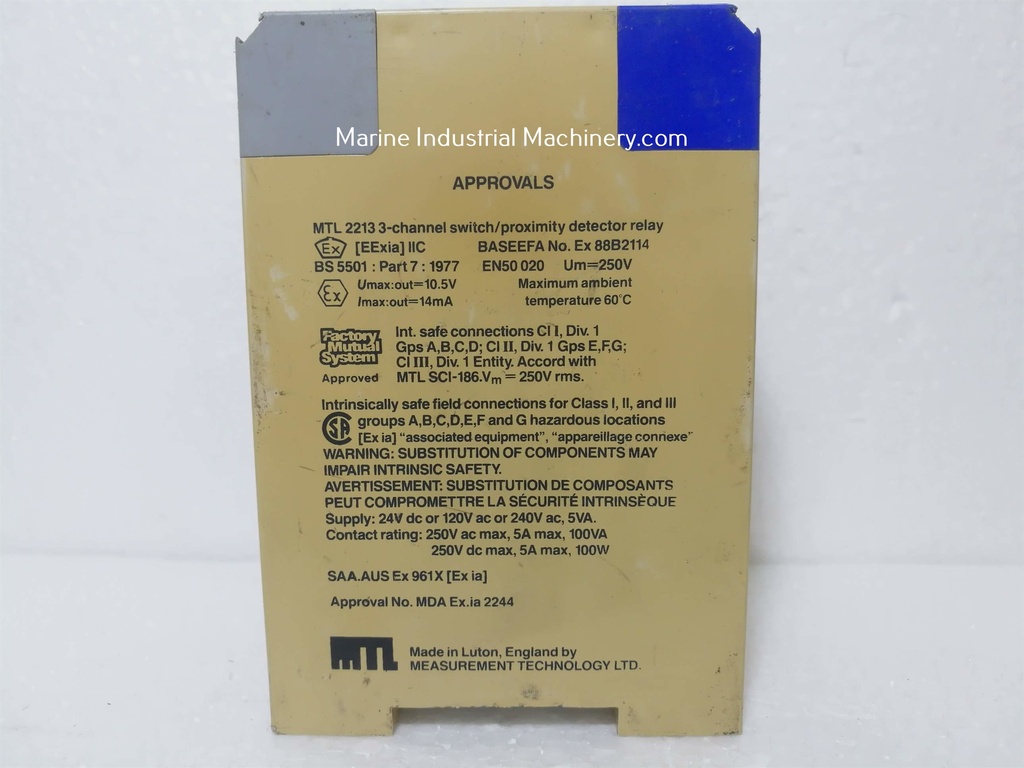 Marine Industrial Machinery.com
APPROVALS
MTL 2213 3-channel switch/proximity detector relay
Ex [EExia] IIC BASEEFA No. Ex 88B2114
BS 5501 : Part 7 : 1977 EN50 020 Um=250V
Ex Umax:out=10.5V Maximum ambient
Imax:out=14mA temperature 60°C
Factory Int. safe connections Cl I, Div. 1
Mutual Gps A,B,C,D; Cl II, Div. 1 Gps E,F,G;
System Cl III, Div. 1 Entity. Accord with
Approved MTL SCI-186.Vm = 250V rms.
Intrinsically safe field connections for Class I, II, and III
SA groups A,B,C,D,E,F and G hazardous locations
[Ex ia] "associated equipment", "appareillage connexe"
WARNING: SUBSTITUTION OF COMPONENTS MAY
IMPAIR INTRINSIC SAFETY.
AVERTISSEMENT: SUBSTITUTION DE COMPOSANTS
PEUT COMPROMETTRE LA SÉCURITÉ INTRINSÈQUE
Supply: 24V dc or 120V ac or 240V ac, 5VA.
Contact rating: 250V ac max, 5A max, 100VA
250V dc max, 5A max, 100W
SAA.AUS Ex 961X [Ex ia]
Approval No. MDA Ex.ia 2244
MTL Made in Luton, England by
MEASUREMENT TECHNOLOGY LTD.